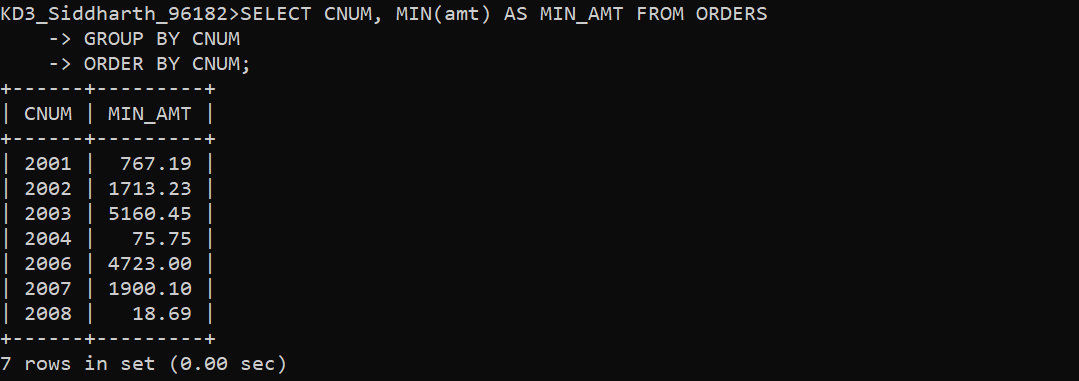 KD3_Siddharth_96182>SELECT CNUM, MIN(amt) AS MIN_AMT FROM ORDERS
    -> GROUP BY CNUM
    -> ORDER BY CNUM;
+------+---------+
| CNUM | MIN_AMT |
+------+---------+
| 2001 |  767.19 |
| 2002 | 1713.23 |
| 2003 | 5160.45 |
| 2004 |   75.75 |
| 2006 | 4723.00 |
| 2007 | 1900.10 |
| 2008 |   18.69 |
+------+---------+
7 rows in set (0.00 sec)